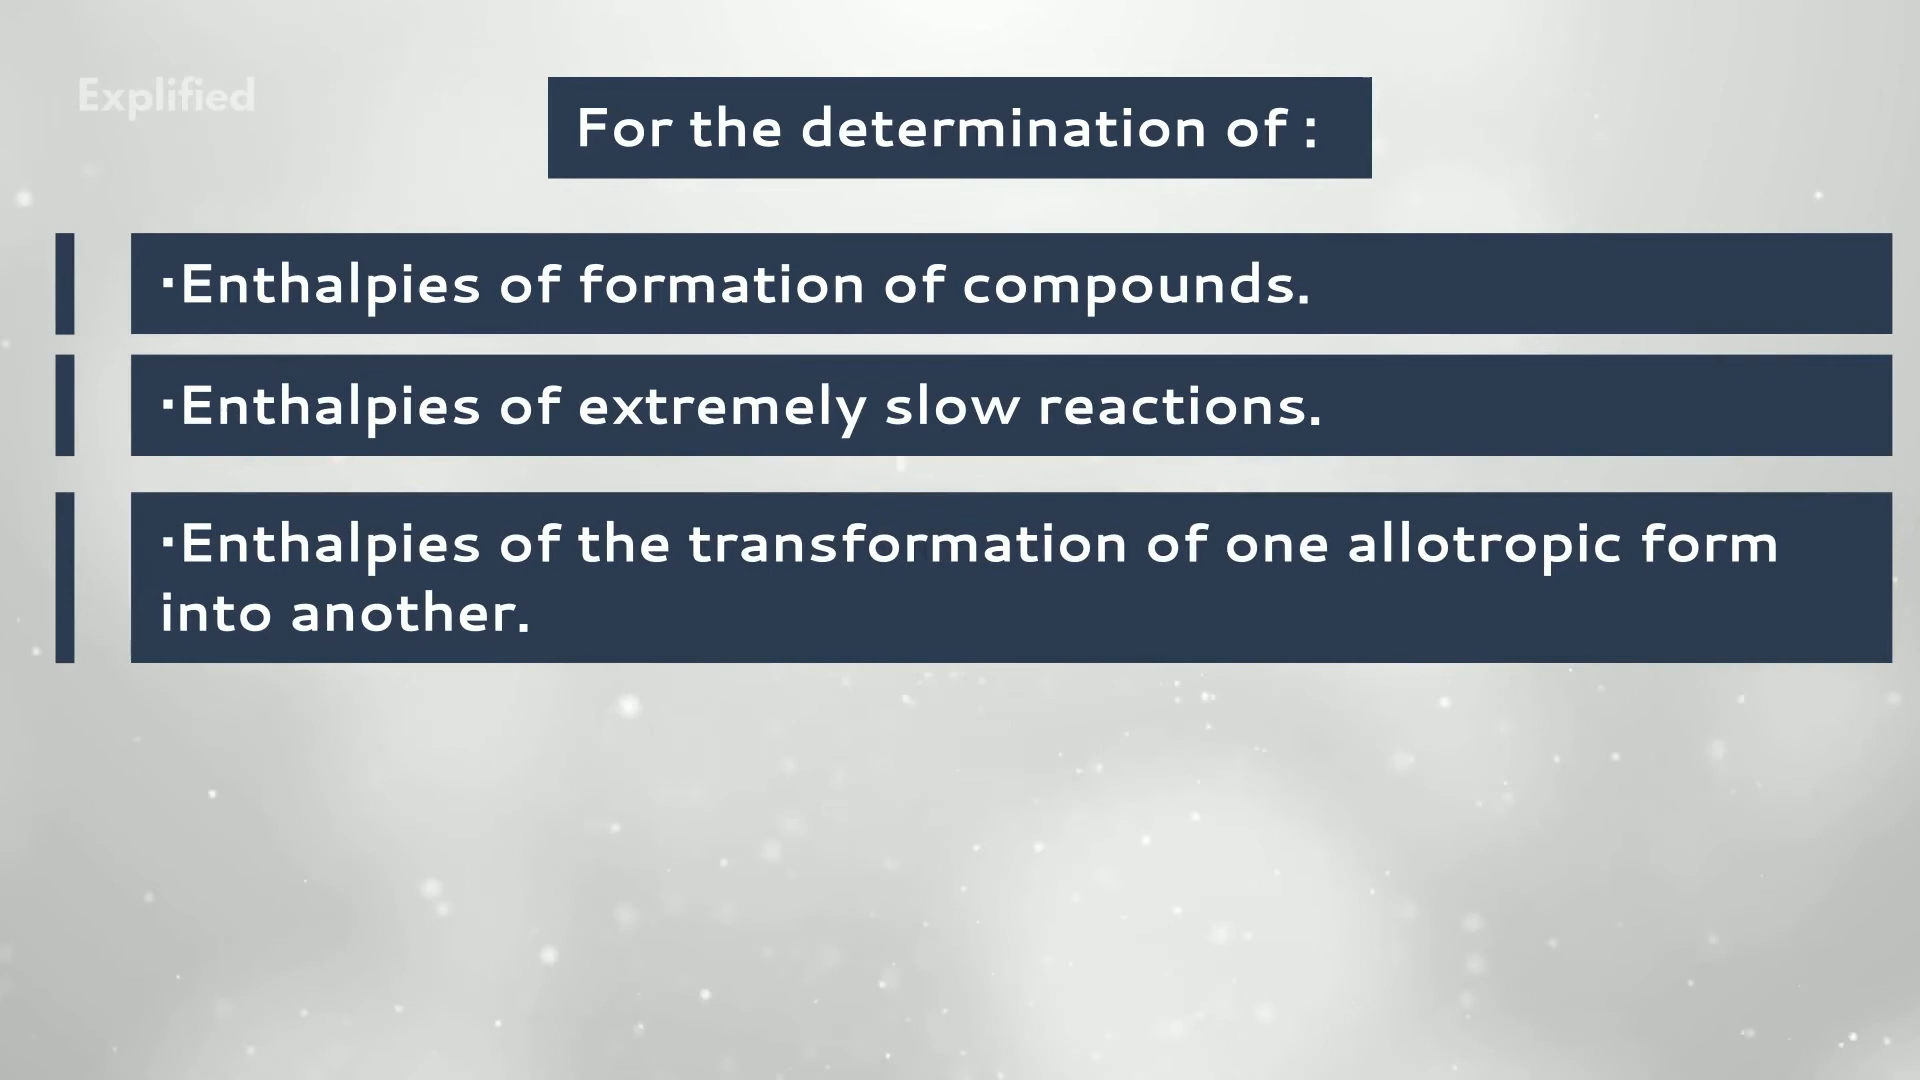 Explified
For the determination of :
·Enthalpies of formation of compounds.
·Enthalpies of extremely slow reactions.
·Enthalpies of the transformation of one allotropic form
into another.